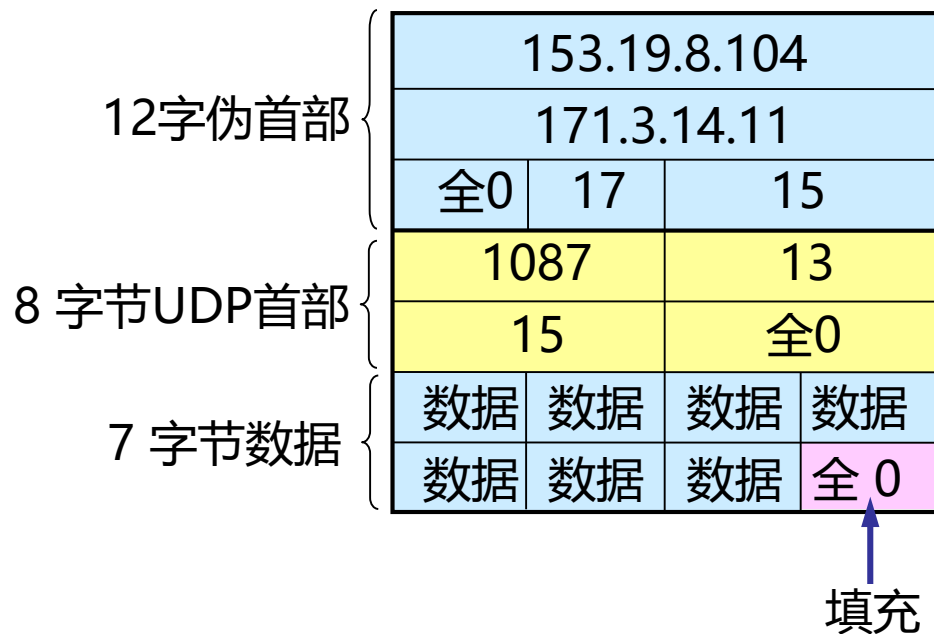 153.19.8.104
12字伪首部
171.3.14.11
全0 17 15
1087 13
8 字节UDP首部
15 全0
数据 数据 数据 数据
7 字节数据
数据 数据 数据 全 0
填充